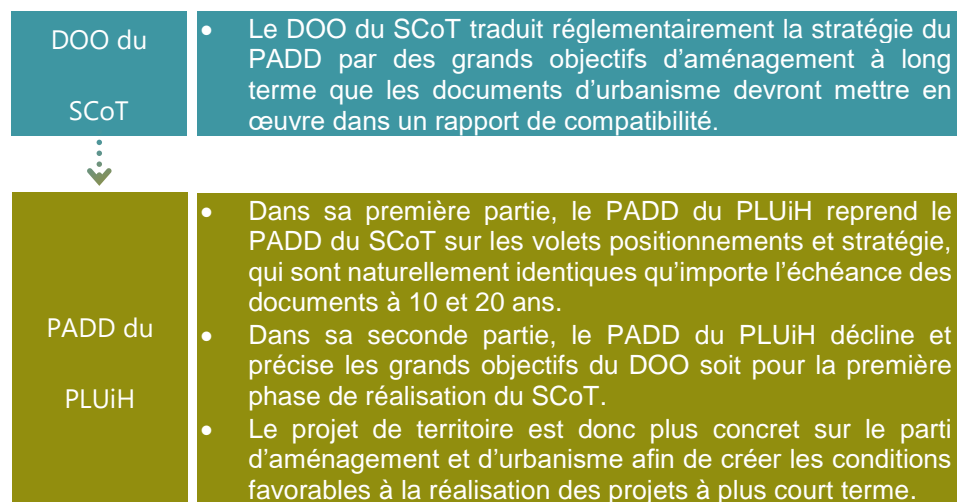 DOO du
SCoT
• Le DOO du SCoT traduit réglementairement la stratégie du
PADD par des grands objectifs d'aménagement à long
terme que les documents d'urbanisme devront mettre en
œuvre dans un rapport de compatibilité.
PADD du
PLUiH
• Dans sa première partie, le PADD du PLUiH reprend le
PADD du SCoT sur les volets positionnements et stratégie,
qui sont naturellement identiques qu'importe l'échéance des
documents à 10 et 20 ans.
• Dans sa seconde partie, le PADD du PLUiH décline et
précise les grands objectifs du DOO soit pour la première
phase de réalisation du SCoT.
• Le projet de territoire est donc plus concret sur le parti
d'aménagement et d'urbanisme afin de créer les conditions
favorables à la réalisation des projets à plus court terme.